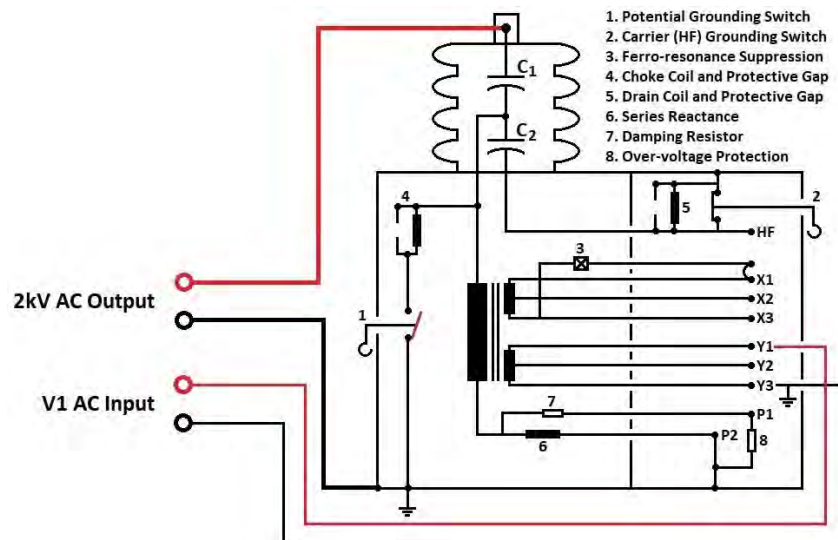 1. Potential Grounding Switch
2. Carrier (HF) Grounding Switch
3. Ferro-resonance Suppression
4. Choke Coil and Protective Gap
5. Drain Coil and Protective Gap
6. Series Reactance
7. Damping Resistor
8. Over-voltage Protection
C1
C2
4
5
2
HF
3
X1
X2
X3
2kV AC Output
1
Y1
Y2
Y3
V1 AC Input
7
P1
6
P2
8